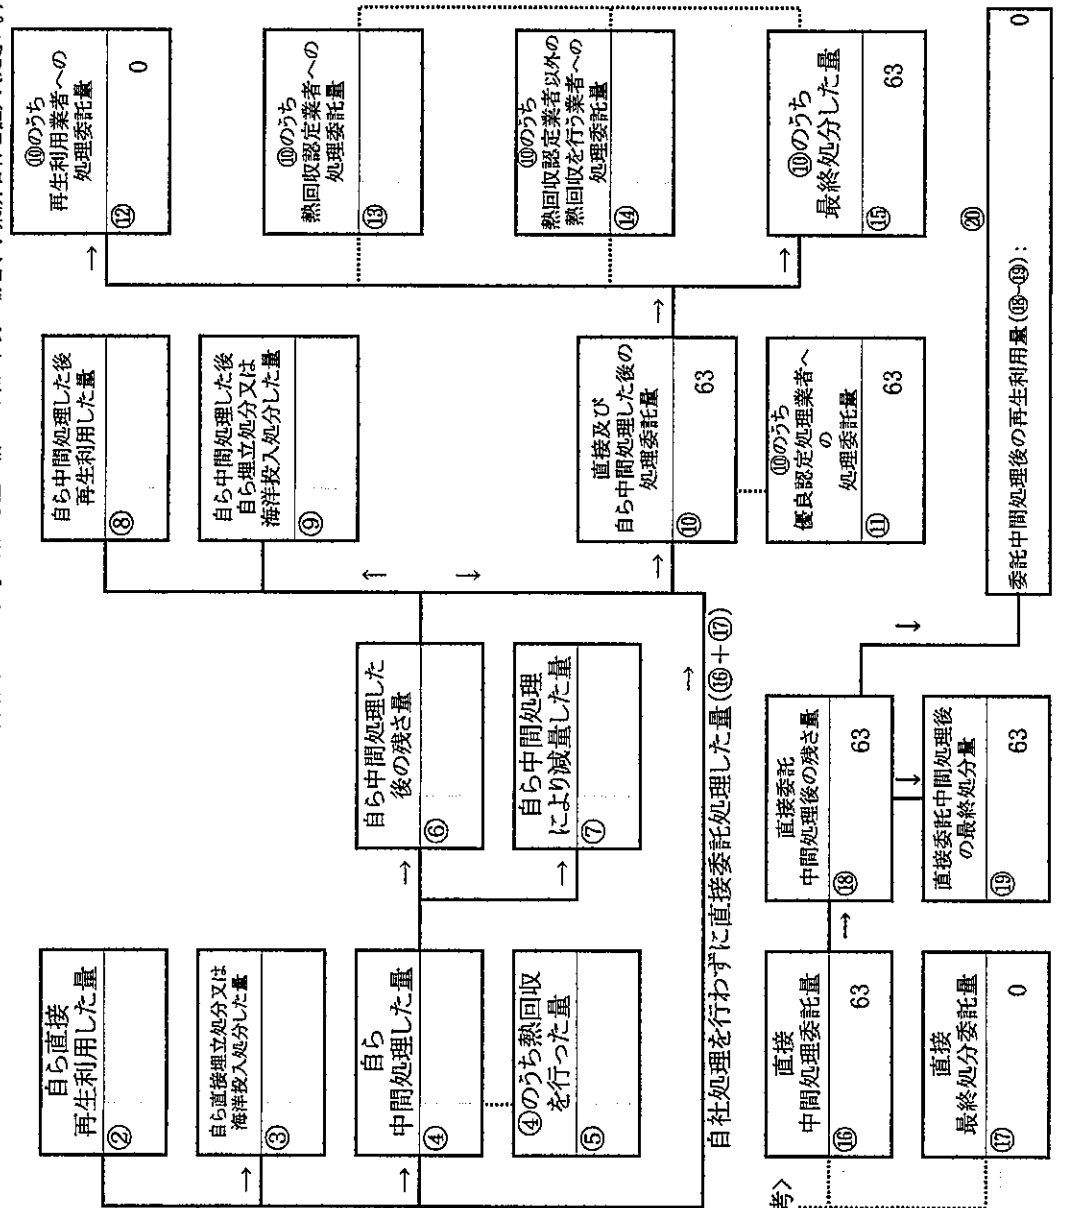 自ら直接
再生利用した量
②
自ら直接埋立処分又は
海洋投入処分した量
③
自ら
中間処理した量
④
④のうち熱回収
を行った量
⑤
自ら中間処理した
後の残さ量
⑥
自ら中間処理
により減量した量
⑦
自ら中間処理した後
再生利用した量
⑧
自ら中間処理した後
自ら埋立処分又は
海洋投入処分した量
⑨
直接及び
自ら中間処理した後の
処理委託量
⑩ 63
⑩のうち
優良認定処理業者へ
の
処理委託量
⑪ 63
⑩のうち
再生利用業者への
処理委託量
⑫ 0
⑩のうち
熱回収認定業者への
処理委託量
⑬
⑩のうち
熱回収認定業者以外の
熱回収を行う業者への
処理委託量
⑭
⑩のうち
最終処分した量
⑮ 63
自社処理を行わずに直接委託処理した量(⑯+⑰)
考>
直接
中間処理委託量
⑯ 63
直接
最終処分委託量
⑰ 0
直接委託
中間処理後の残さ量
⑱ 63
直接委託中間処理後
の最終処分量
⑲ 63
⑳
委託中間処理後の再生利用量(⑱-⑲): 0